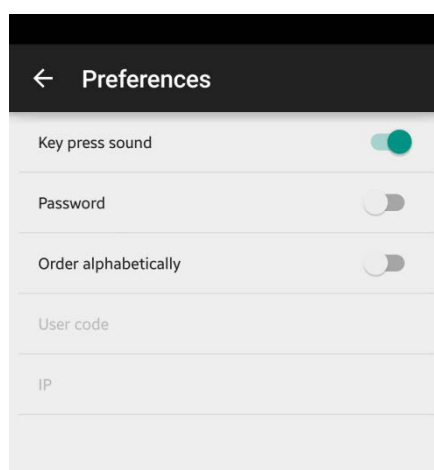 Preferences
Key press sound
Password
Order alphabetically
User code
IP